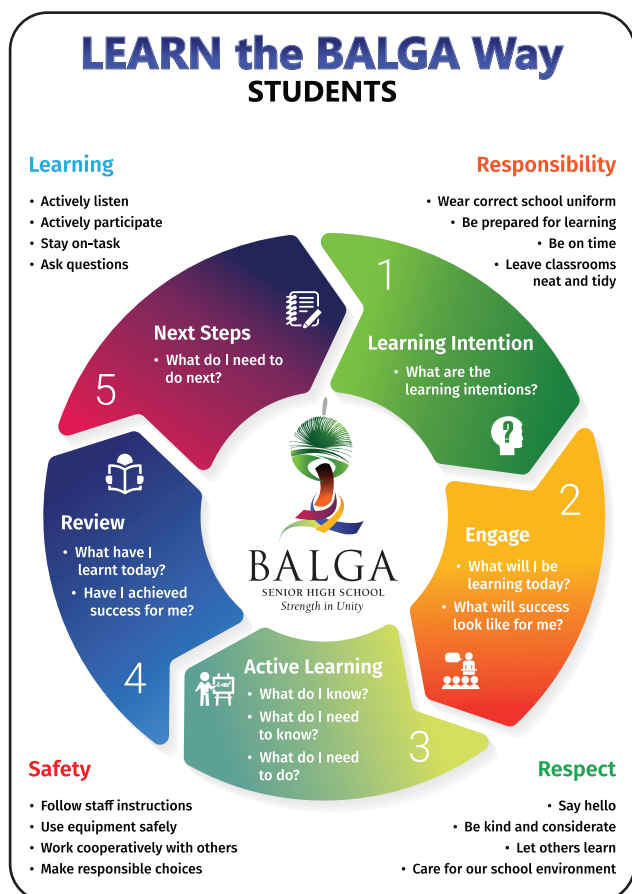 LEARN the BALGA Way
STUDENTS
Learning
• Actively listen
• Actively participate
• Stay on-task
• Ask questions
Responsibility
• Wear correct school uniform
• Be prepared for learning
• Be on time
• Leave classrooms
neat and tidy
1
Learning Intention
• What are the
learning intentions?
2
Engage
• What will I be
learning today?
• What will success
look like for me?
3
Active Learning
• What do I know?
• What do I need
to know?
• What do I need
to do?
4
Review
• What have I
learnt today?
• Have I achieved
success for me?
5
Next Steps
• What do I need to
do next?
?
BALGA
SENIOR HIGH SCHOOL
Strength in Unity
Safety
• Follow staff instructions
• Use equipment safely
• Work cooperatively with others
• Make responsible choices
Respect
• Say hello
• Be kind and considerate
• Let others learn
• Care for our school environment